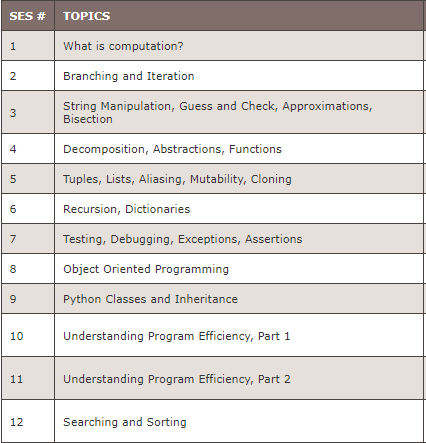 SES # TOPICS
1 What is computation?
2 Branching and Iteration
3 String Manipulation, Guess and Check, Approximations,
Bisection
4 Decomposition, Abstractions, Functions
5 Tuples, Lists, Aliasing, Mutability, Cloning
6 Recursion, Dictionaries
7 Testing, Debugging, Exceptions, Assertions
8 Object Oriented Programming
9 Python Classes and Inheritance
10 Understanding Program Efficiency, Part 1
11 Understanding Program Efficiency, Part 2
12 Searching and Sorting